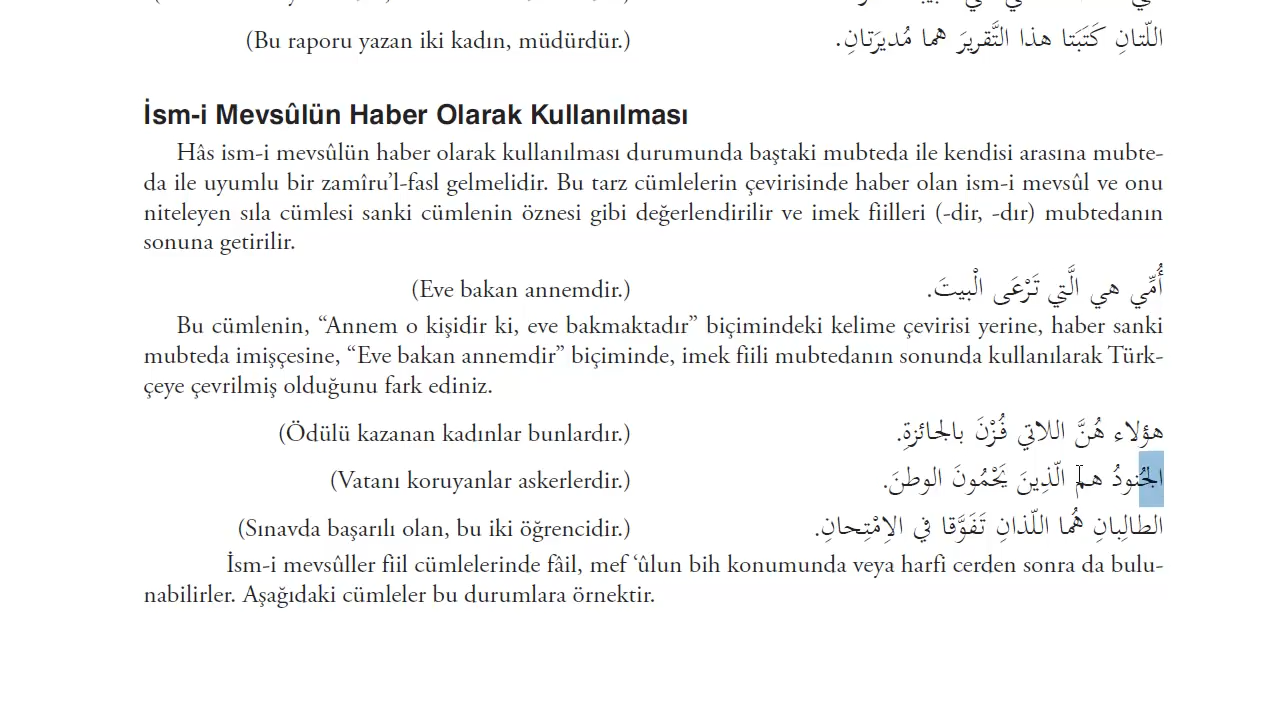 (Bu raporu yazan iki kadın, müdürdür.) اللّتانِ كَتَبَتا هذا التَّقريرَ هما مُديرَتانِ.
İsm-i Mevsûlün Haber Olarak Kullanılması
Hâs ism-i mevsûlün haber olarak kullanılması durumunda baştaki mubteda ile kendisi arasına mubte-
da ile uyumlu bir zamîru’l-fasl gelmelidir. Bu tarz cümlelerin çevirisinde haber olan ism-i mevsûl ve onu
niteleyen sıla cümlesi sanki cümlenin öznesi gibi değerlendirilir ve imek fiilleri (-dir, -dır) mubtedanın
sonuna getirilir.
(Eve bakan annemdir.) أُمِّي هي الَّتِي تَرْعَى الْبيتَ.
Bu cümlenin, “Annem o kişidir ki, eve bakmaktadır” biçimindeki kelime çevirisi yerine, haber sanki
mubteda imişçesine, “Eve bakan annemdir” biçiminde, imek fiili mubtedanın sonunda kullanılarak Türk-
çeye çevrilmiş olduğunu fark ediniz.
(Ödülü kazanan kadınlar bunlardır.) هؤلاء هُنَّ اللاتي فُزْنَ بالجائزةِ.
(Vatanı koruyanlar askerlerdir.) الجُنودُ هم الّذِينَ يَحْمُونَ الوطنَ.
(Sınavda başarılı olan, bu iki öğrencidir.) الطالِبانِ هُما اللّذانِ تَفَوَّقا في الاِمْتِحانِ.
İsm-i mevsûller fiil cümlelerinde fâil, mef ‘ûlun bih konumunda veya harfi cerden sonra da bulu-
nabilirler. Aşağıdaki cümleler bu durumlara örnektir.